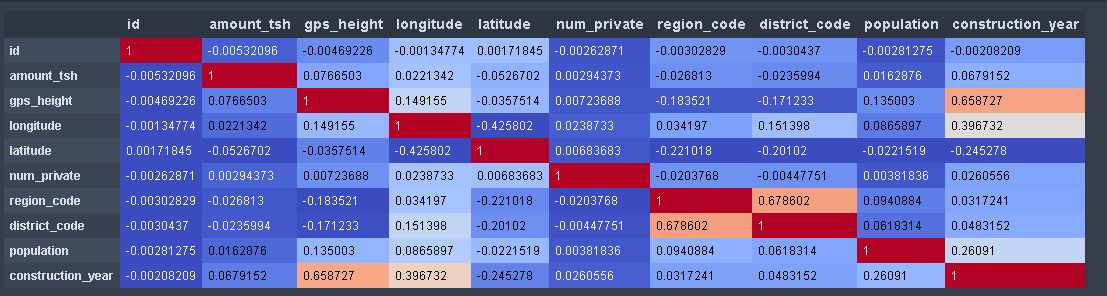 id amount_tsh gps_height longitude latitude num_private region_code district_code population construction_year
id 1 -0.00532096 -0.00469226 -0.00134774 0.00171845 -0.00262871 -0.00302829 -0.0030437 -0.00281275 -0.00208209
amount_tsh -0.00532096 1 0.0766503 0.0221342 -0.0526702 0.00294373 -0.026813 -0.0235994 0.0162876 0.0679152
gps_height -0.00469226 0.0766503 1 0.149155 -0.0357514 0.00723688 -0.183521 -0.171233 0.135003 0.658727
longitude -0.00134774 0.0221342 0.149155 1 -0.425802 0.0238733 0.034197 0.151398 0.0865897 0.396732
latitude 0.00171845 -0.0526702 -0.0357514 -0.425802 1 0.00683683 -0.221018 -0.20102 -0.0221519 -0.245278
num_private -0.00262871 0.00294373 0.00723688 0.0238733 0.00683683 1 -0.0203768 -0.00447751 0.00381836 0.0260556
region_code -0.00302829 -0.026813 -0.183521 0.034197 -0.221018 -0.0203768 1 0.678602 0.0940884 0.0317241
district_code -0.0030437 -0.0235994 -0.171233 0.151398 -0.20102 -0.00447751 0.678602 1 0.0618314 0.0483152
population -0.00281275 0.0162876 0.135003 0.0865897 -0.0221519 0.00381836 0.0940884 0.0618314 1 0.26091
construction_year -0.00208209 0.0679152 0.658727 0.396732 -0.245278 0.0260556 0.0317241 0.0483152 0.26091 1